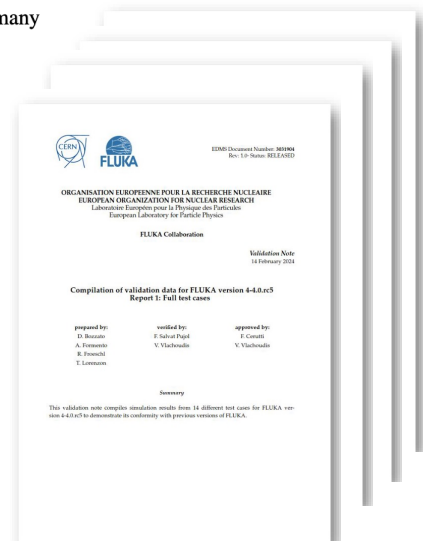 many
CERN
FLUKA
EDMS Document Number: 3031904
Rev: 1.0 Status: RELEASED
ORGANISATION EUROPEENNE POUR LA RECHERCHE NUCLEAIRE
EUROPEAN ORGANIZATION FOR NUCLEAR RESEARCH
Laboratoire Européen pour la Physique des Particules
European Laboratory for Particle Physics
FLUKA Collaboration
Validation Note
14 February 2024
Compilation of validation data for FLUKA version 4-4.0.rc5
Report 1: Full test cases
prepared by: verified by: approved by:
D. Bozzato F. Salvat Pujol F. Cerutti
A. Formento V. Vlachoudis V. Vlachoudis
R. Froeschl
T. Lorenzon
Summary
This validation note compiles simulation results from 14 different test cases for FLUKA ver-
sion 4-4.0.rc5 to demonstrate its conformity with previous versions of FLUKA.